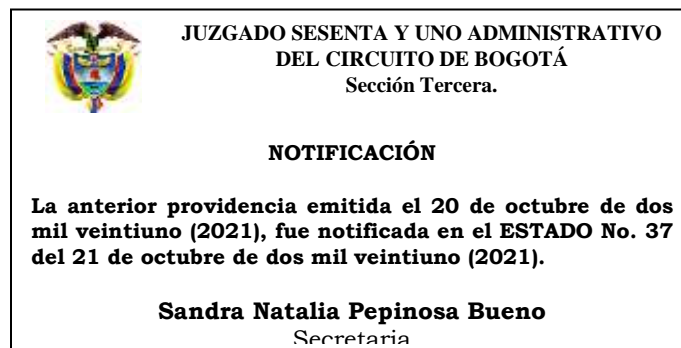 JUZGADO SESENTA Y UNO ADMINISTRATIVO
DEL CIRCUITO DE BOGOTÁ
Sección Tercera.
NOTIFICACIÓN
La anterior providencia emitida el 20 de octubre de dos
mil veintiuno (2021), fue notificada en el ESTADO No. 37
del 21 de octubre de dos mil veintiuno (2021).
Sandra Natalia Pepinosa Bueno
Secretaria